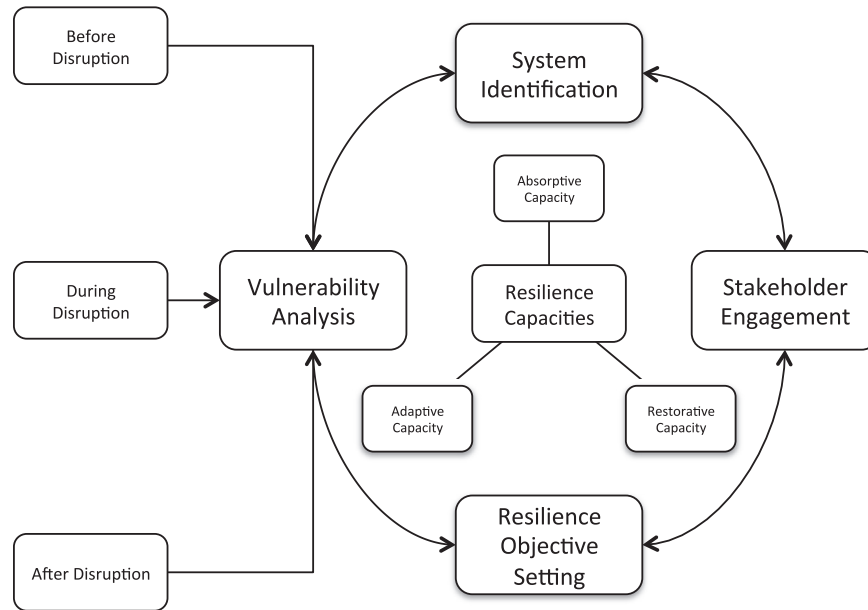 Before
Disruption
System
Identification
Absorptive
Capacity
During
Disruption
Vulnerability
Analysis
Resilience
Capacities
Stakeholder
Engagement
Adaptive
Capacity
Restorative
Capacity
After Disruption
Resilience
Objective
Setting